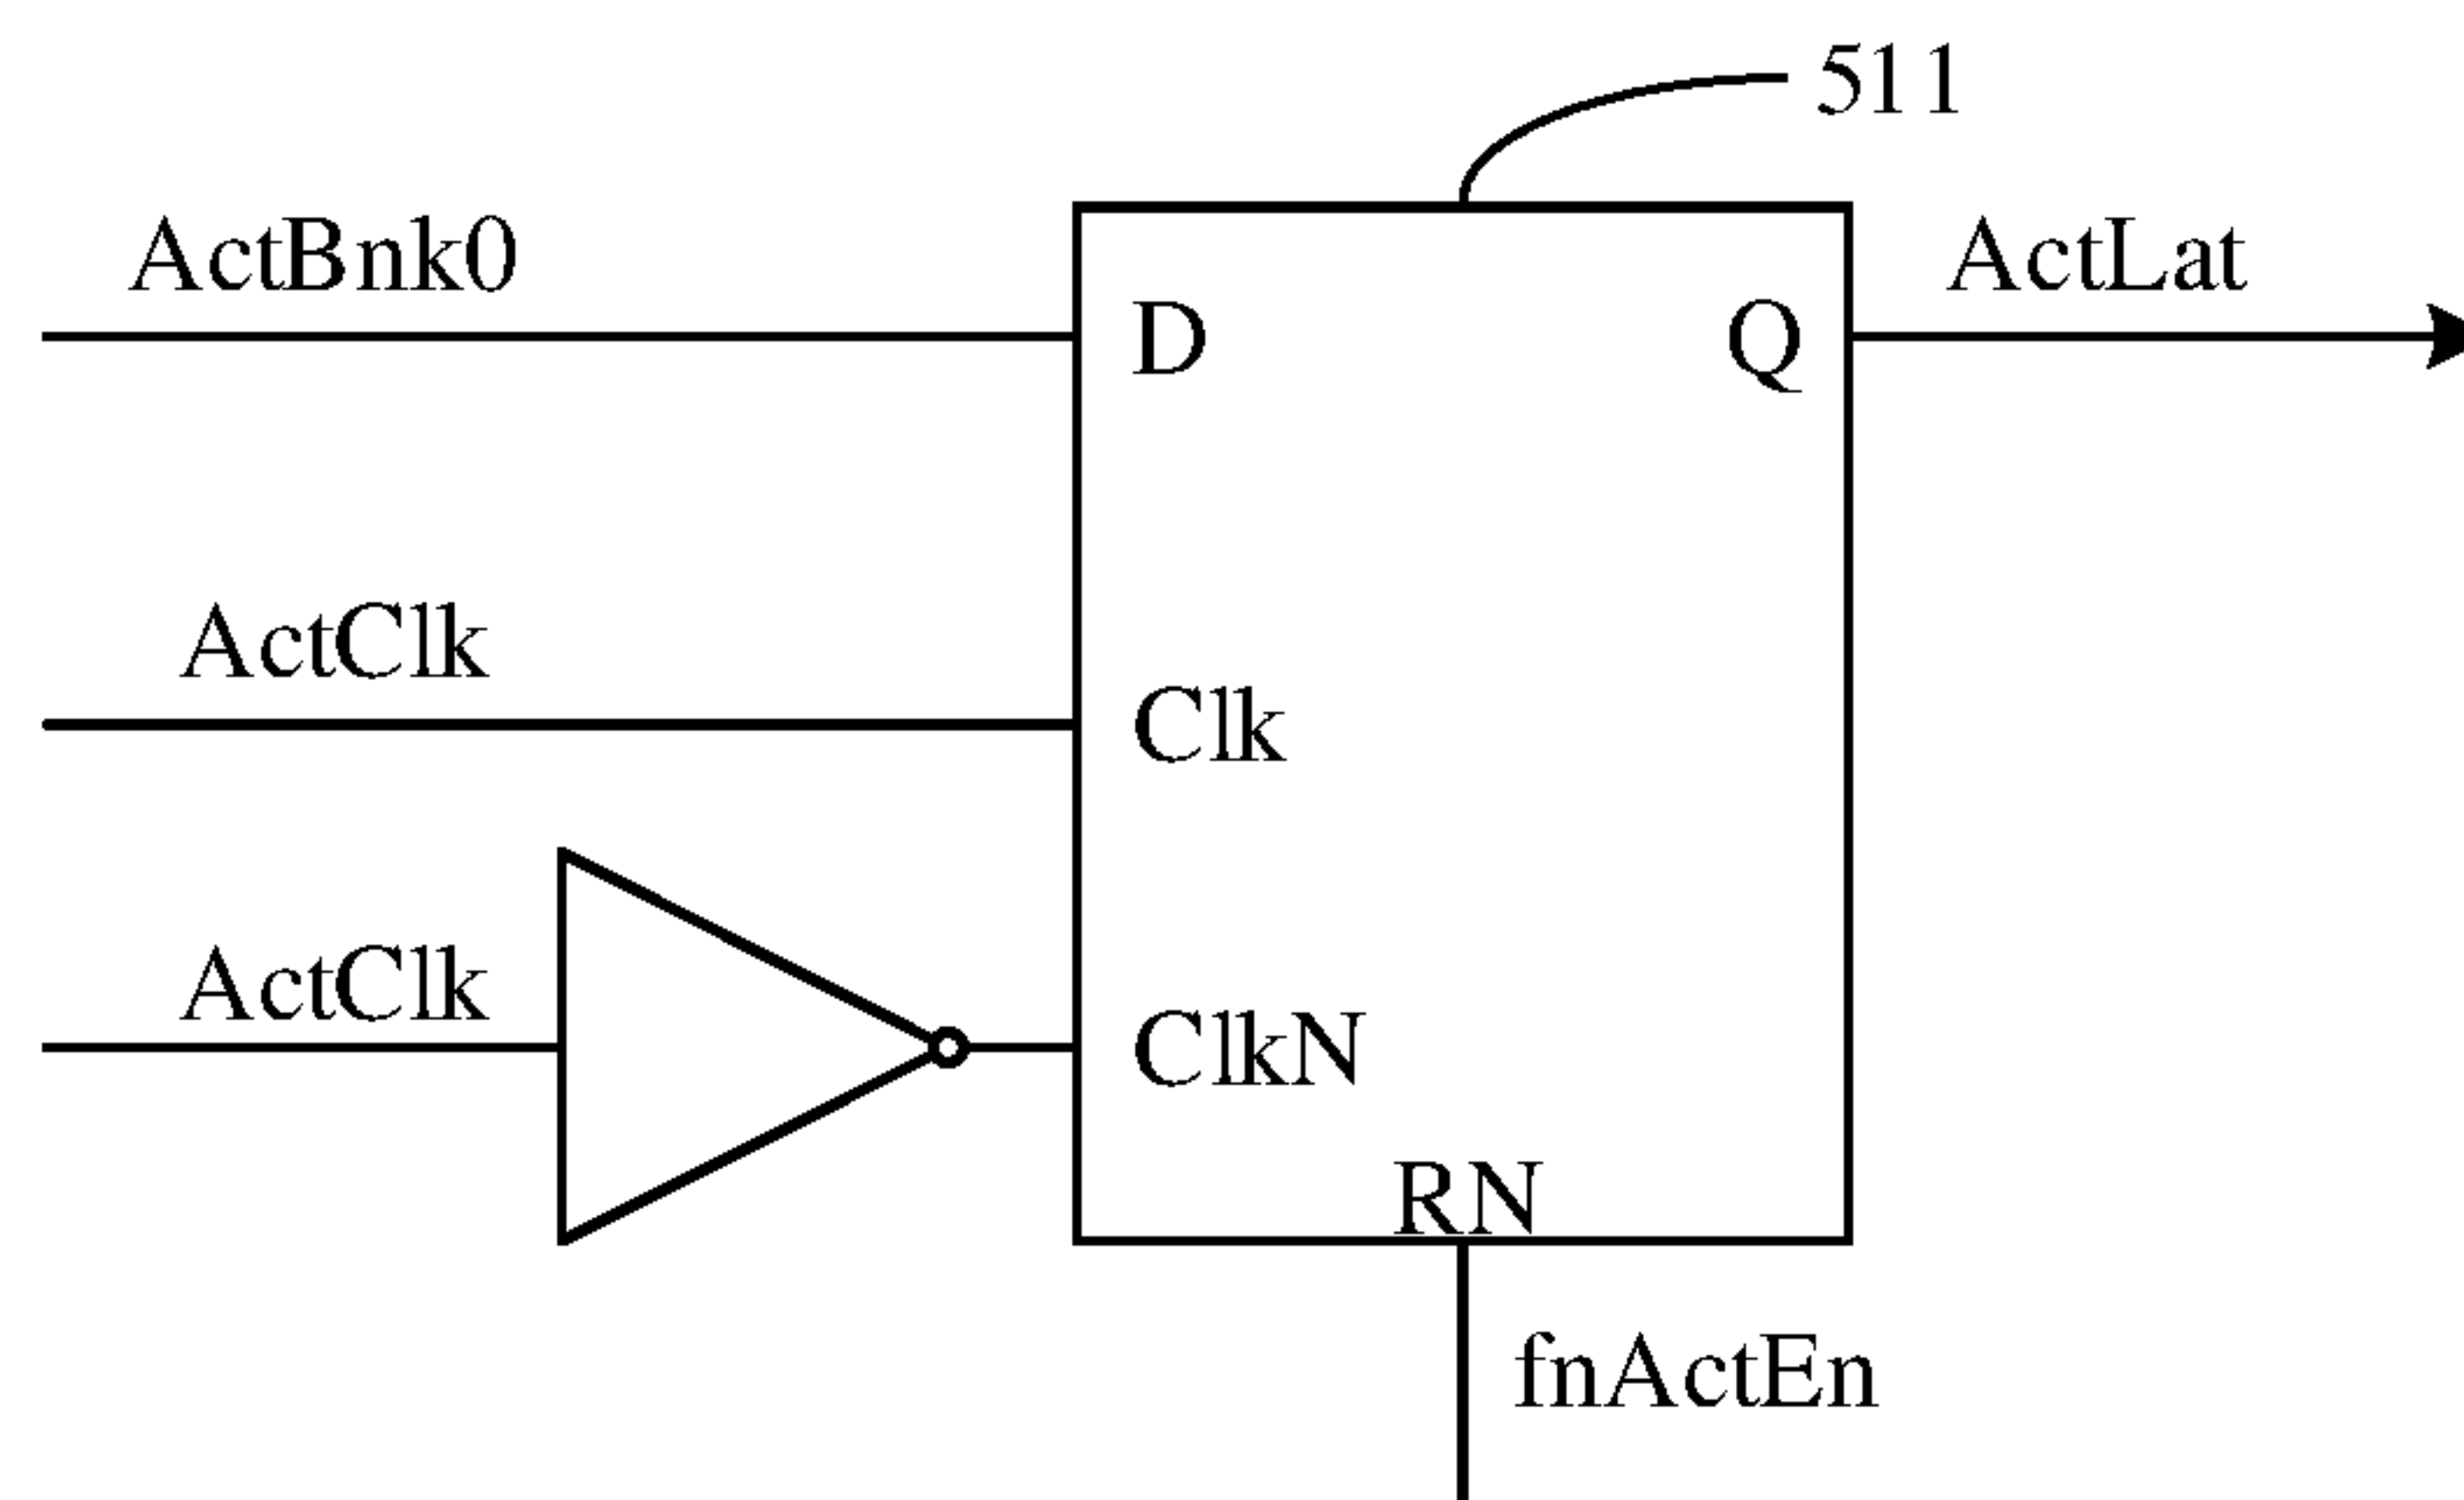 511
ActBnk0
ActLat
D
Q
ActClk
Clk
ActClk
ClkN
RN
fnActEn